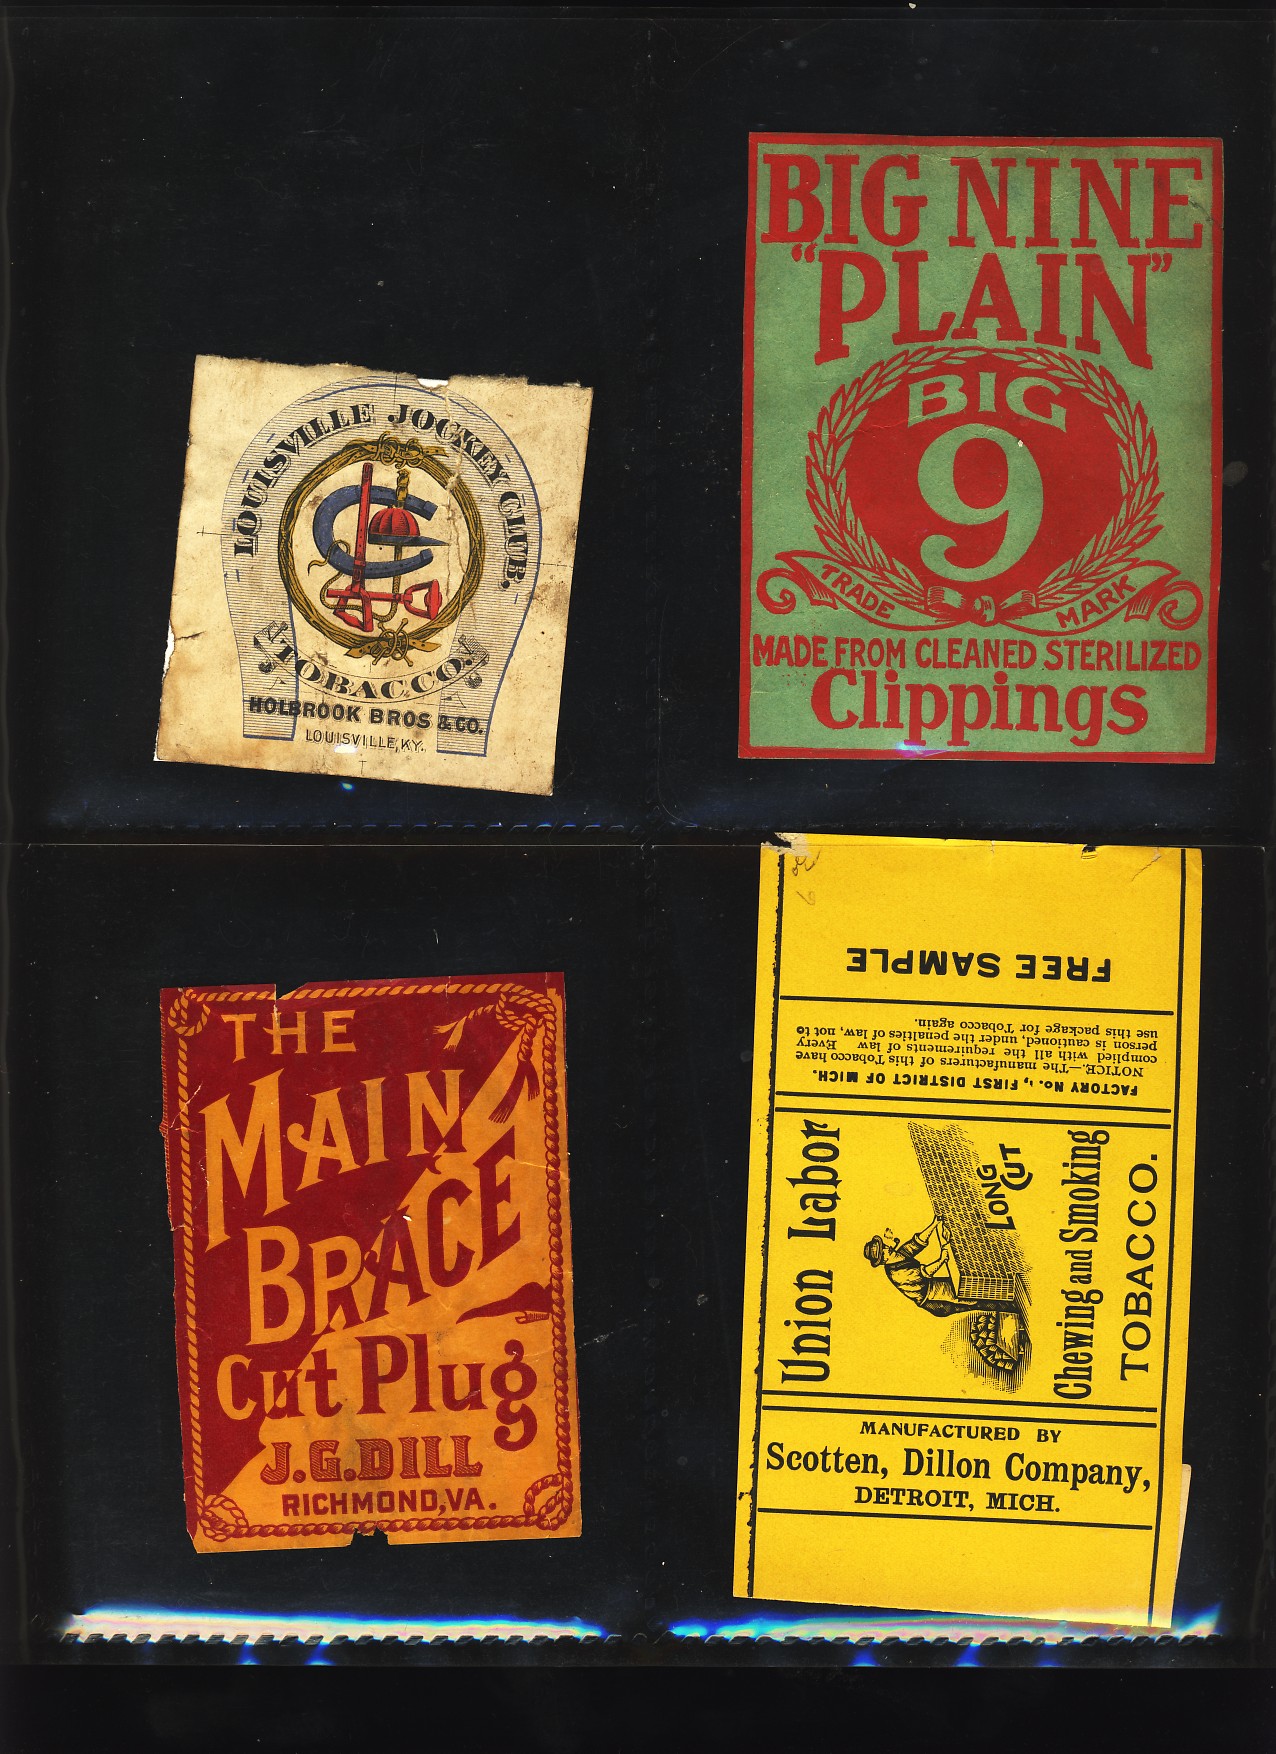 LOUISVILLE JOCKEY CLUB.
TOBACCO.
HOLBROOK BROS & CO.
LOUISVILLE, KY.
BIG NINE
"PLAIN"
BIG
9
TRADE MARK
MADE FROM CLEANED STERILIZED
Clippings
THE
MAIN
BRACE
Cut Plug
J.G.DILL
RICHMOND, VA.
FREE SAMPLE
FACTORY No. 1, FIRST DISTRICT OF MICH.
NOTICE.—The manufacturers of this Tobacco have
complied with all the requirements of law Every
person is cautioned, under the penalties of law, not to
use this package for Tobacco again.
Union Labor
LONG
CUT
Chewing and Smoking
TOBACCO.
MANUFACTURED BY
Scotten, Dillon Company,
DETROIT, MICH.